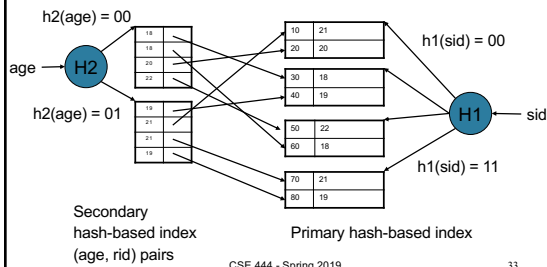 h2(age) = 00
age
H2
h2(age) = 01
18
18
20
22
19
21
21
19
10 21
20 20
30 18
40 19
50 22
60 18
70 21
80 19
h1(sid) = 00
H1
sid
h1(sid) = 11
Secondary
hash-based index
(age, rid) pairs
Primary hash-based index
CSE 444 - Spring 2019
33